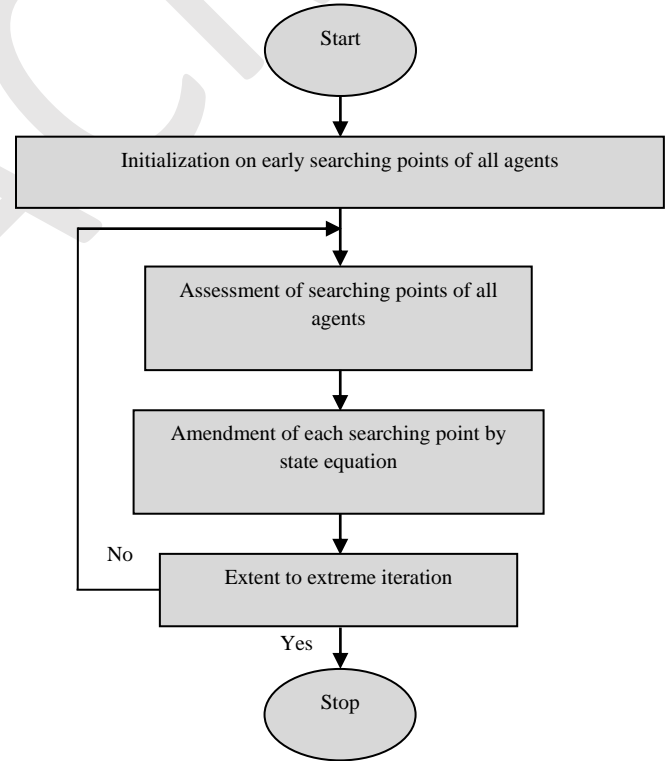 Start
Initialization on early searching points of all agents
Assessment of searching points of all
agents
Amendment of each searching point by
state equation
No
Extent to extreme iteration
Yes
Stop